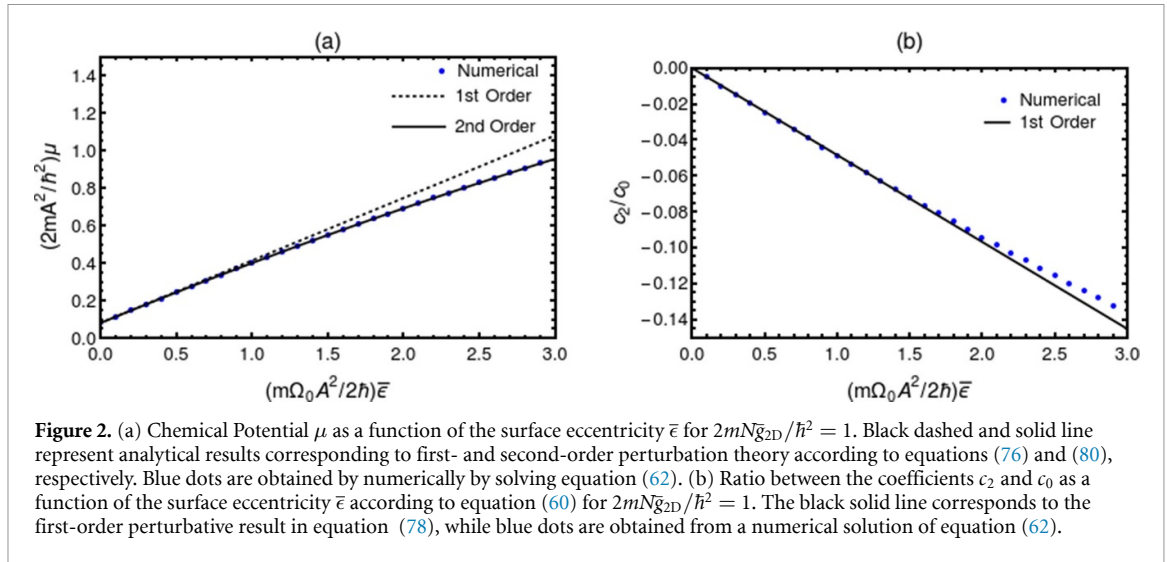 (a)
(2mA²/ħ²)μ
1.4
1.2
1.0
0.8
0.6
0.4
0.2
0.0
Numerical
1st Order
2nd Order
0.0 0.5 1.0 1.5 2.0 2.5 3.0
(mΩ₀A²/2ħ)ε̅
(b)
c₂/c₀
0.00
−0.02
−0.04
−0.06
−0.08
−0.10
−0.12
−0.14
Numerical
1st Order
0.0 0.5 1.0 1.5 2.0 2.5 3.0
(mΩ₀A²/2ħ)ε̅
Figure 2. (a) Chemical Potential μ as a function of the surface eccentricity ε̅ for 2mNg̅₂D/ħ² = 1. Black dashed and solid line
represent analytical results corresponding to first- and second-order perturbation theory according to equations (76) and (80),
respectively. Blue dots are obtained by numerically by solving equation (62). (b) Ratio between the coefficients c₂ and c₀ as a
function of the surface eccentricity ε̅ according to equation (60) for 2mNg̅₂D/ħ² = 1. The black solid line corresponds to the
first-order perturbative result in equation (78), while blue dots are obtained from a numerical solution of equation (62).